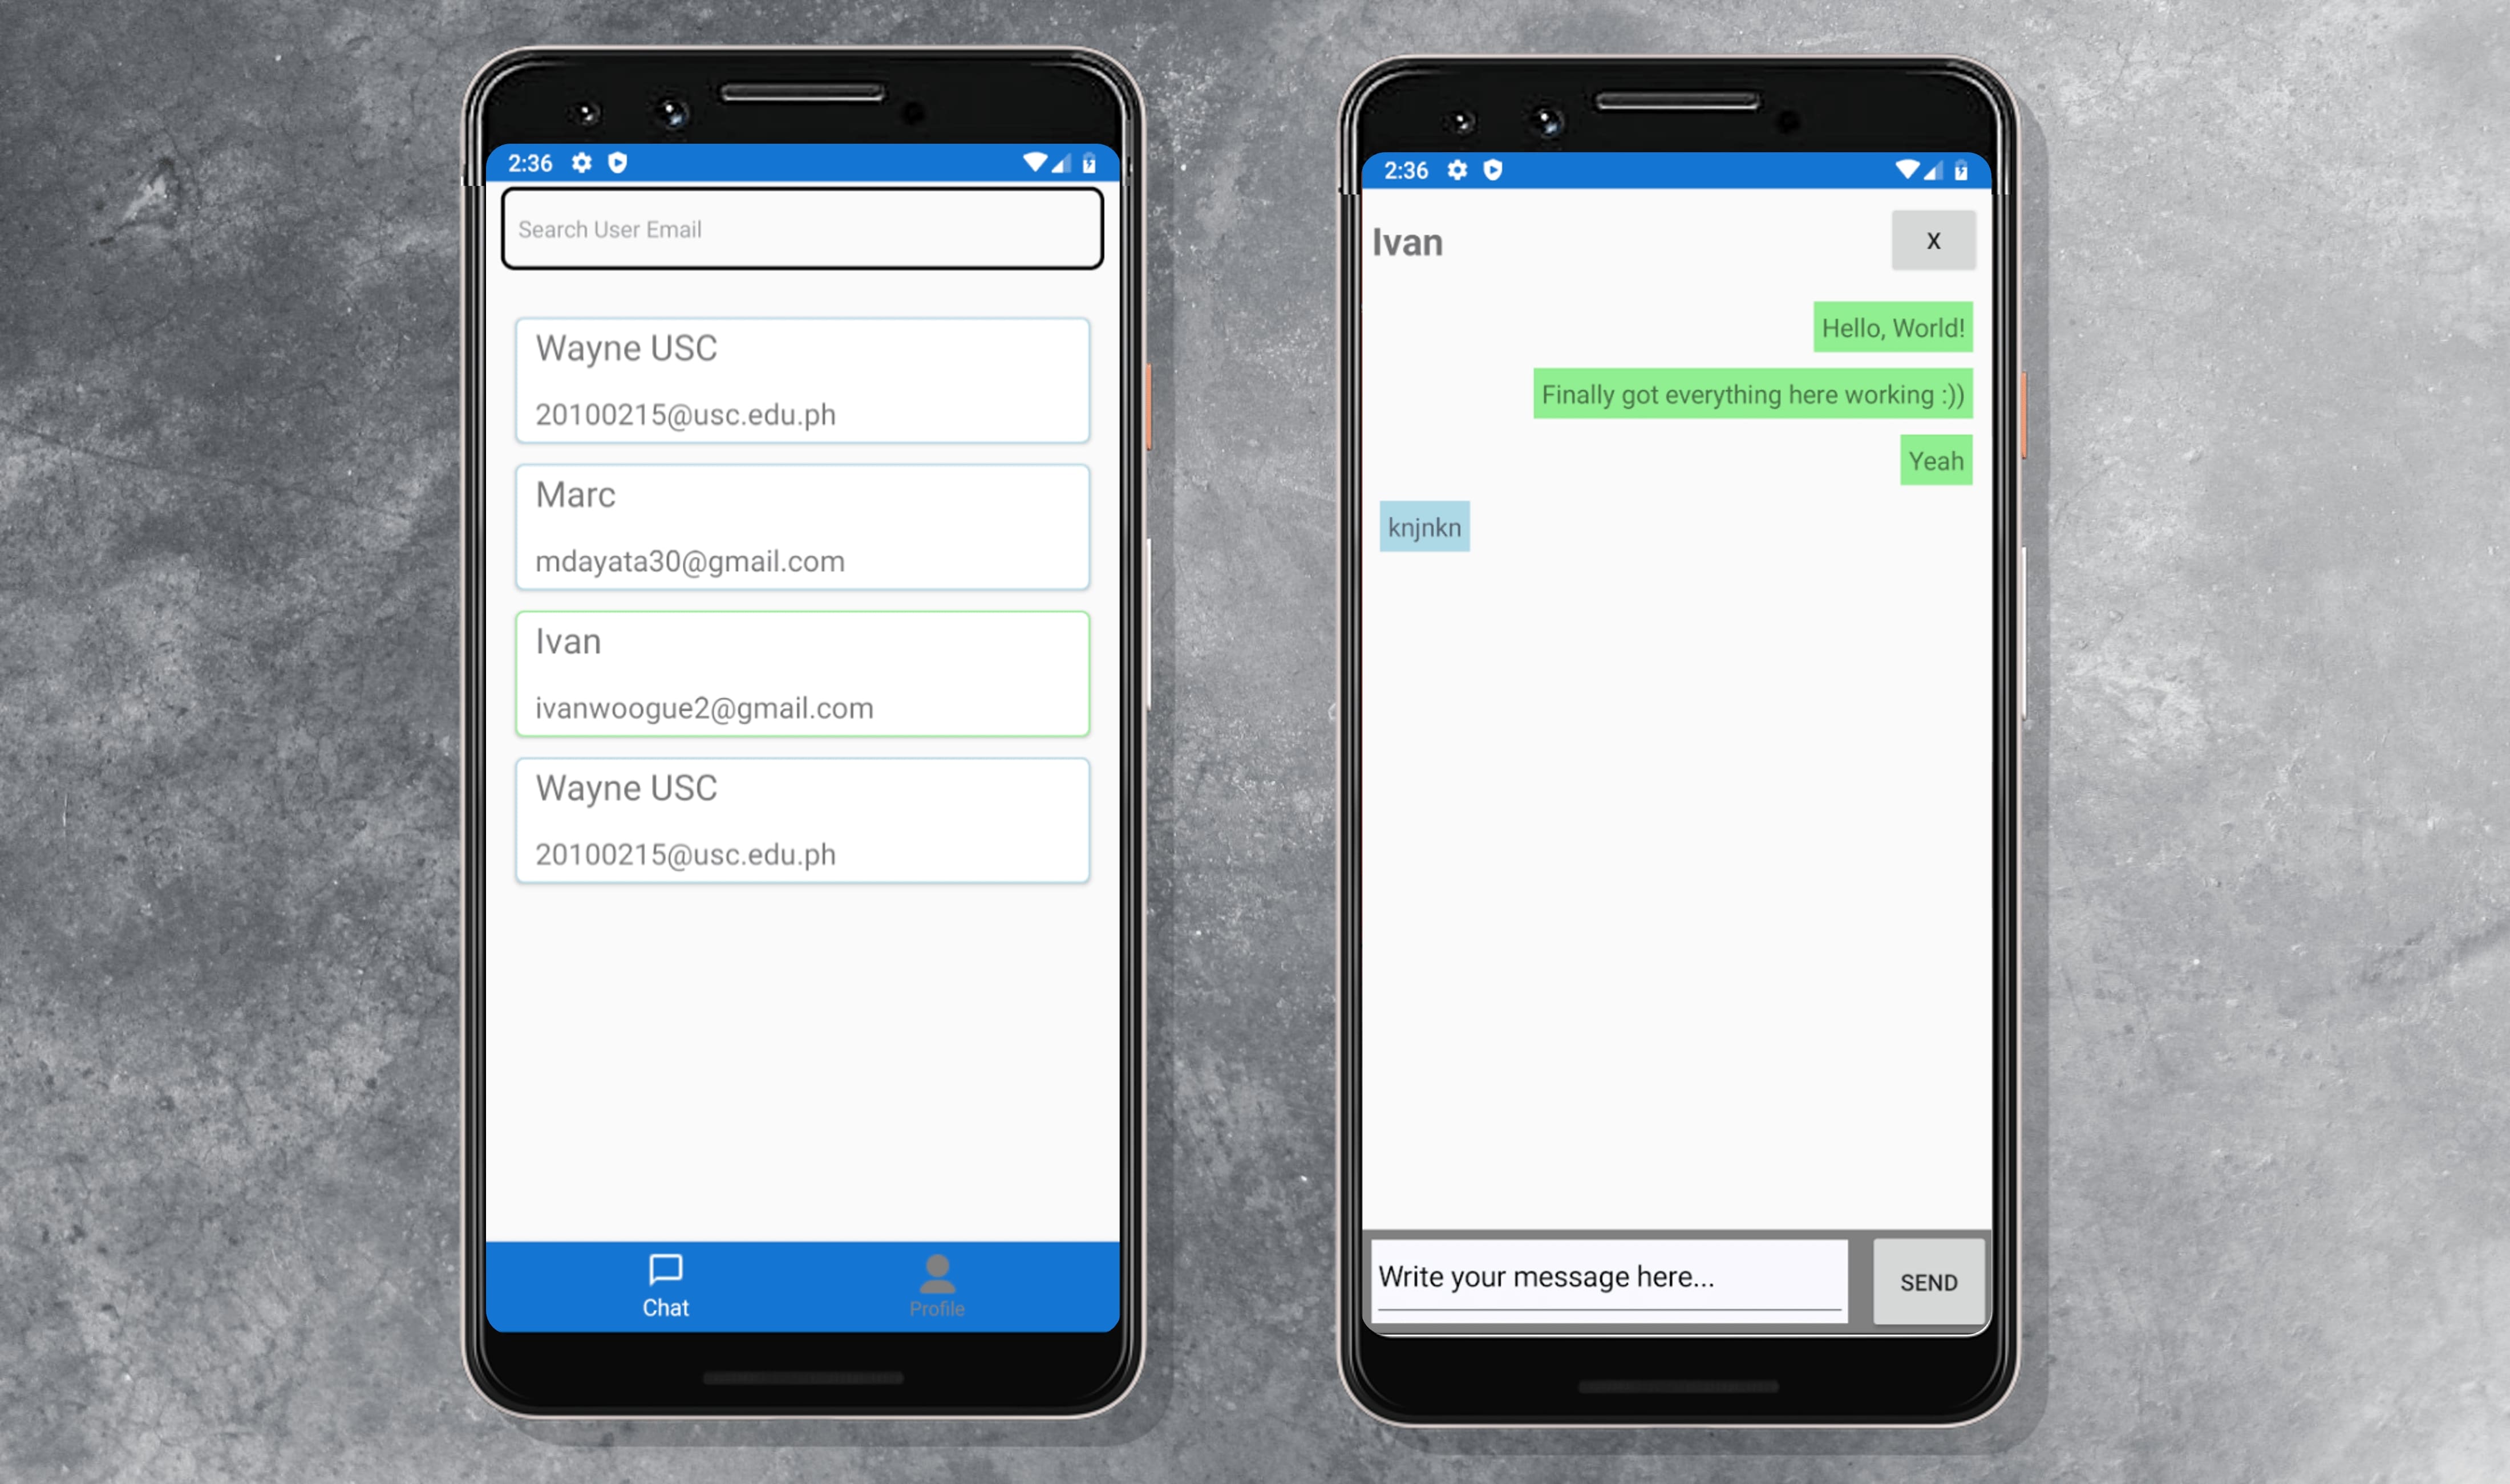 2:36
Search User Email
Wayne USC
20100215@usc.edu.ph
Marc
mdayata30@gmail.com
Ivan
ivanwoogue2@gmail.com
Wayne USC
20100215@usc.edu.ph
Chat Profile
2:36
Ivan X
Hello, World!
Finally got everything here working :))
Yeah
knjnkn
Write your message here... SEND